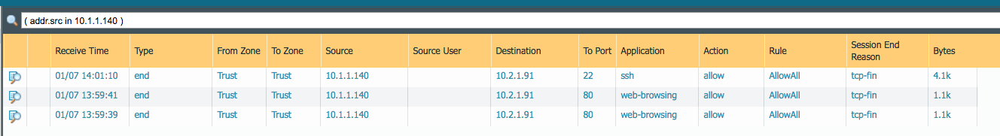 ( addr.src in 10.1.1.140 )
Receive Time Type From Zone To Zone Source Source User Destination To Port Application Action Rule Session End Reason Bytes
01/07 14:01:10 end Trust Trust 10.1.1.140 10.2.1.91 22 ssh allow AllowAll tcp-fin 4.1k
01/07 13:59:41 end Trust Trust 10.1.1.140 10.2.1.91 80 web-browsing allow AllowAll tcp-fin 1.1k
01/07 13:59:39 end Trust Trust 10.1.1.140 10.2.1.91 80 web-browsing allow AllowAll tcp-fin 1.1k